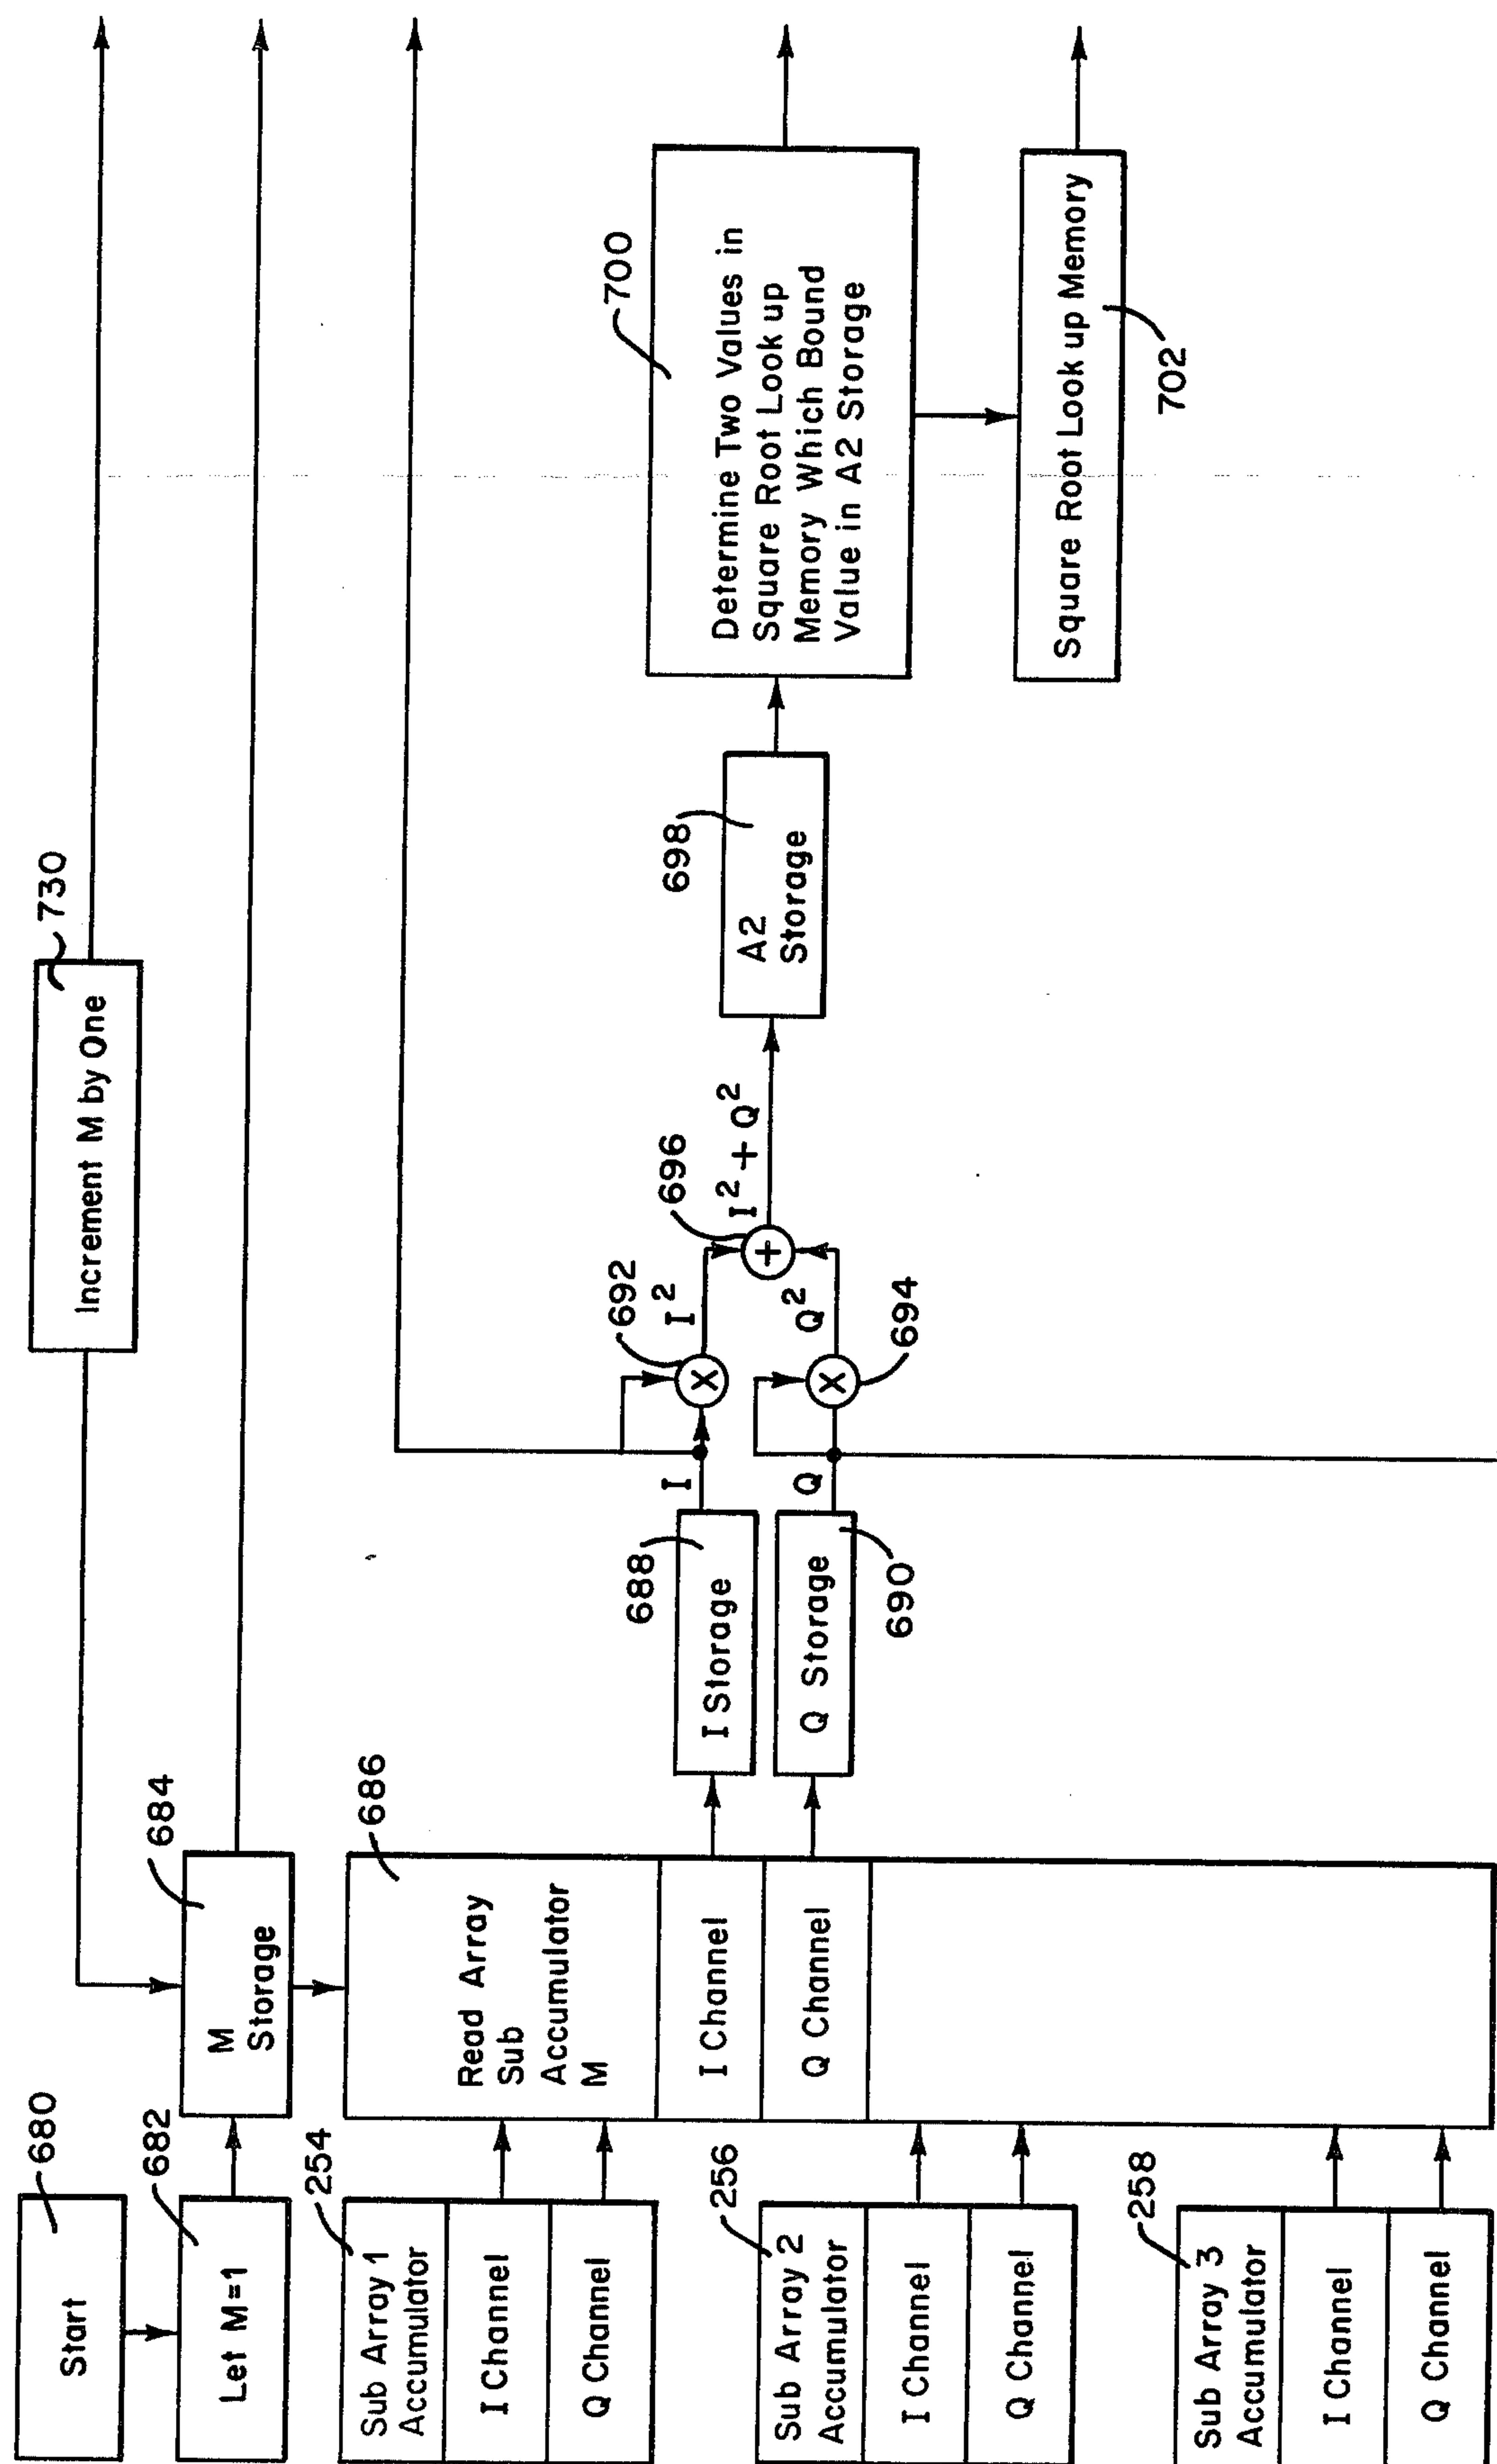 Start
680
Let M=1
682
M
Storage
684
Increment M by One
730
Sub Array 1
Accumulator
254
I Channel
Q Channel
Sub Array 2
Accumulator
256
I Channel
Q Channel
Sub Array 3
Accumulator
258
I Channel
Q Channel
Read Array
Sub
Accumulator
M
686
I Channel
Q Channel
I Storage
688
Q Storage
690
I
Q
X
692
I²
X
694
Q²
+
696
I² + Q²
A2
Storage
698
Determine Two Values in
Square Root Look up
Memory Which Bound
Value in A2 Storage
700
Square Root Look up Memory
702